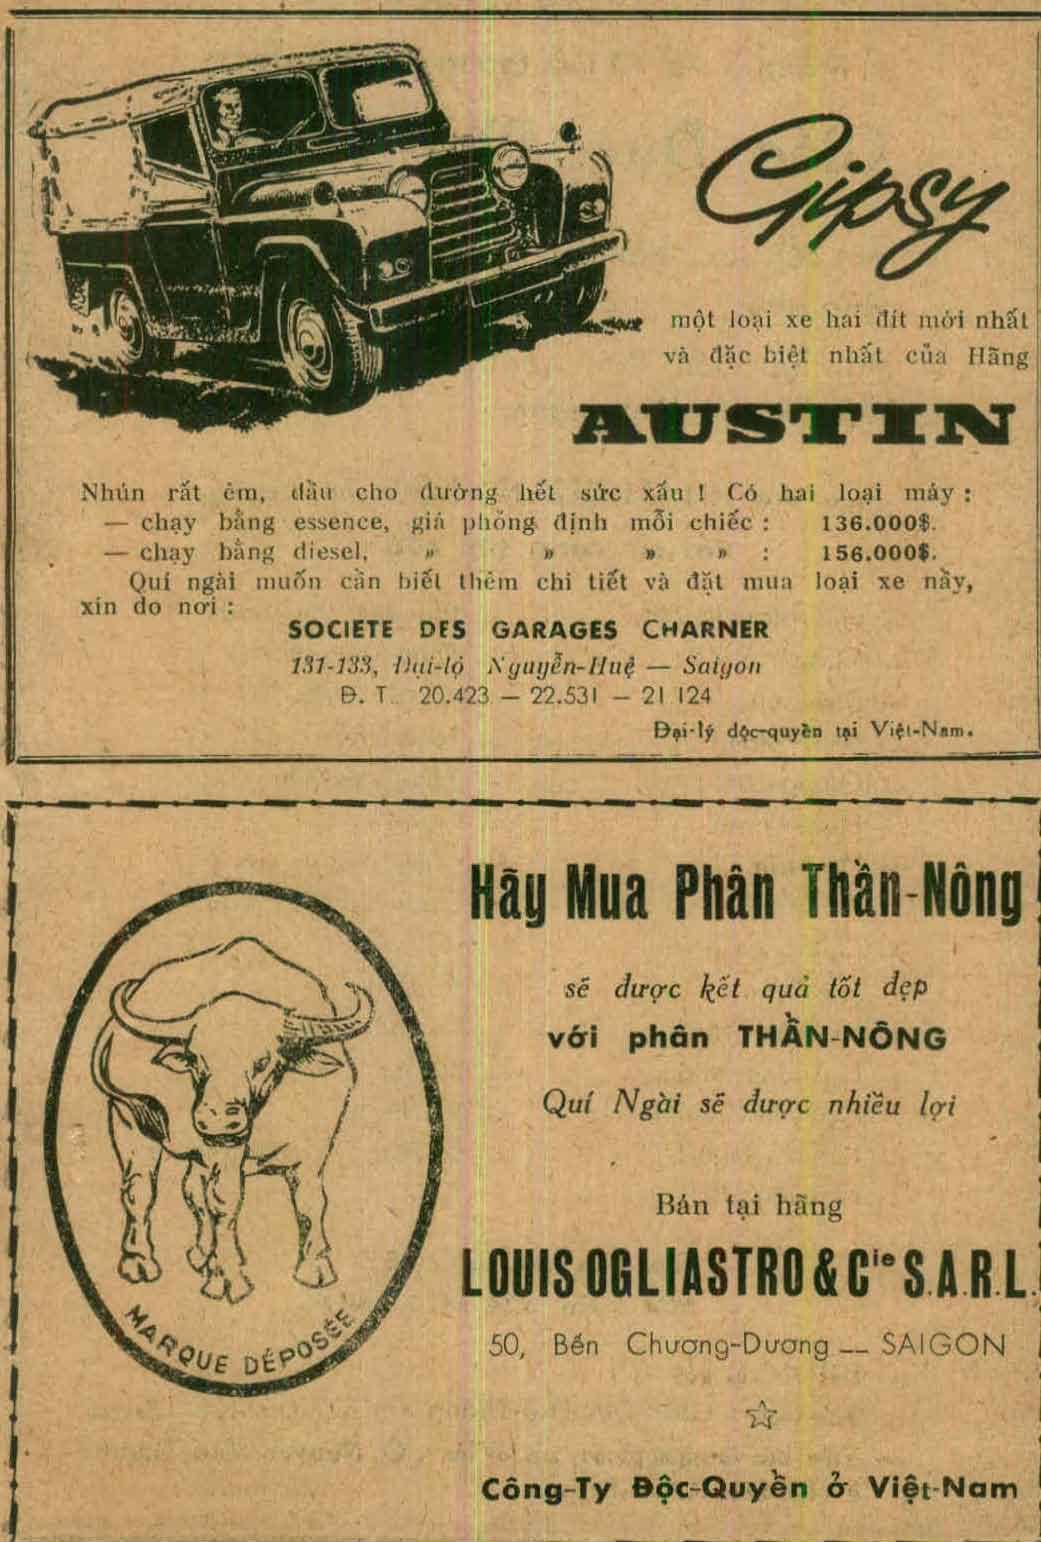 Gipsy
một loại xe hai đít mới nhất
và đặc biệt nhất của Hãng
AUSTIN
Nhún rất êm, dầu cho đường hết sức xấu ! Có hai loại máy :
— chạy bằng essence, giá phỏng định mỗi chiếc : 136.000$.
— chạy bằng diesel, » » » » : 156.000$.
Quí ngài muốn cần biết thêm chi tiết và đặt mua loại xe nầy,
xin do nơi :
SOCIETE DES GARAGES CHARNER
131-133, Đại-lộ Nguyễn-Huệ — Saigon
Đ. T. 20.423 — 22.531 — 21 124
Đại-lý độc-quyền tại Việt-Nam.
Hãy Mua Phân Thần-Nông
sẽ được kết quả tốt đẹp
với phân THẦN-NÔNG
Quí Ngài sẽ được nhiều lợi
Bán tại hãng
LOUIS OGLIASTRO & Cie S.A.R.L.
50, Bến Chương-Dương — SAIGON
Công-Ty Độc-Quyền ở Việt-Nam
MARQUE DÉPOSÉE